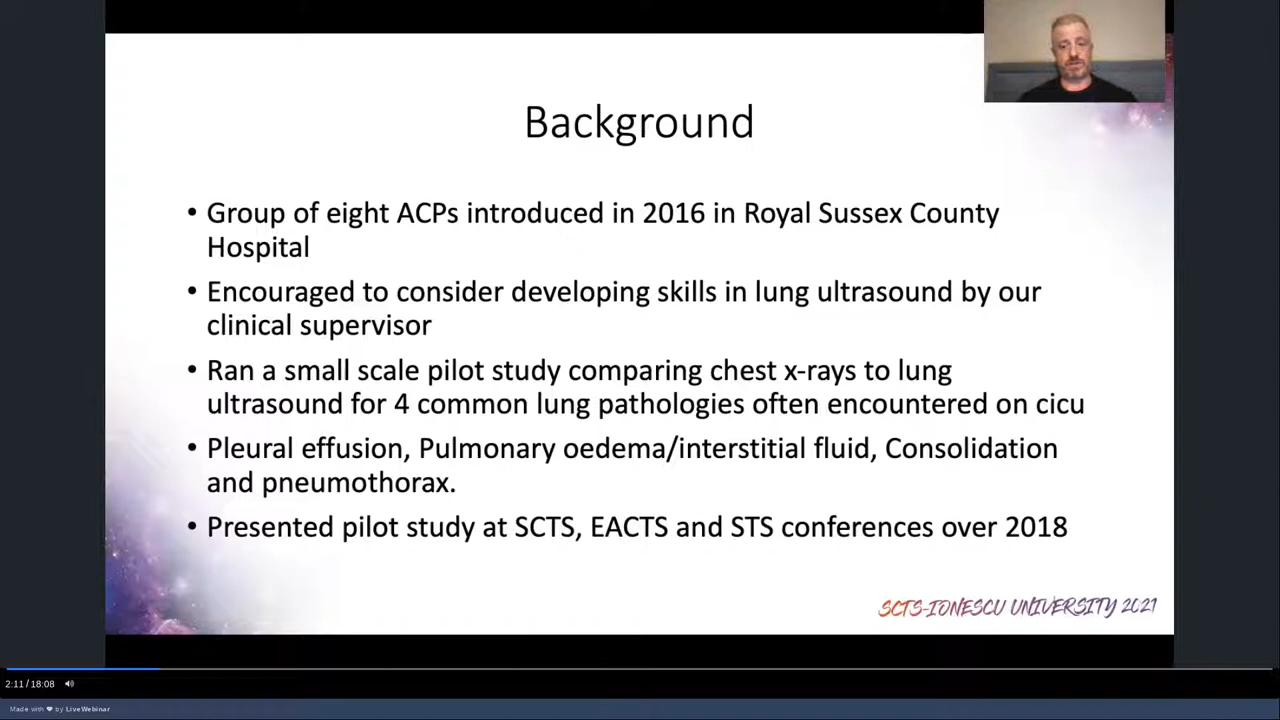 Background
• Group of eight ACPs introduced in 2016 in Royal Sussex County
Hospital
• Encouraged to consider developing skills in lung ultrasound by our
clinical supervisor
• Ran a small scale pilot study comparing chest x-rays to lung
ultrasound for 4 common lung pathologies often encountered on cicu
• Pleural effusion, Pulmonary oedema/interstitial fluid, Consolidation
and pneumothorax.
• Presented pilot study at SCTS, EACTS and STS conferences over 2018
SCTS-IONESCU UNIVERSITY 2021
2:11 / 18:08
Made with ❤ by LiveWebinar